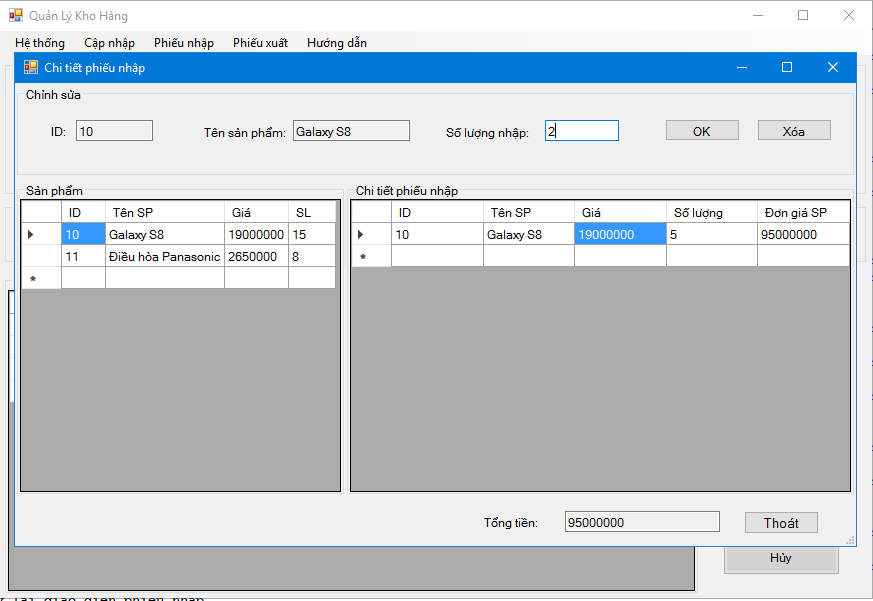 Quản Lý Kho Hàng
Hệ thống Cập nhập Phiếu nhập Phiếu xuất Hướng dẫn
Chi tiết phiếu nhập
Chỉnh sửa
ID: 10 Tên sản phẩm: Galaxy S8 Số lượng nhập: 2 OK Xóa
Sản phẩm Chi tiết phiếu nhập
ID Tên SP Giá SL ID Tên SP Giá Số lượng Đơn giá SP
10 Galaxy S8 19000000 15 10 Galaxy S8 19000000 5 95000000
11 Điều hòa Panasonic 2650000 8
Tổng tiền: 95000000 Thoát
Hủy